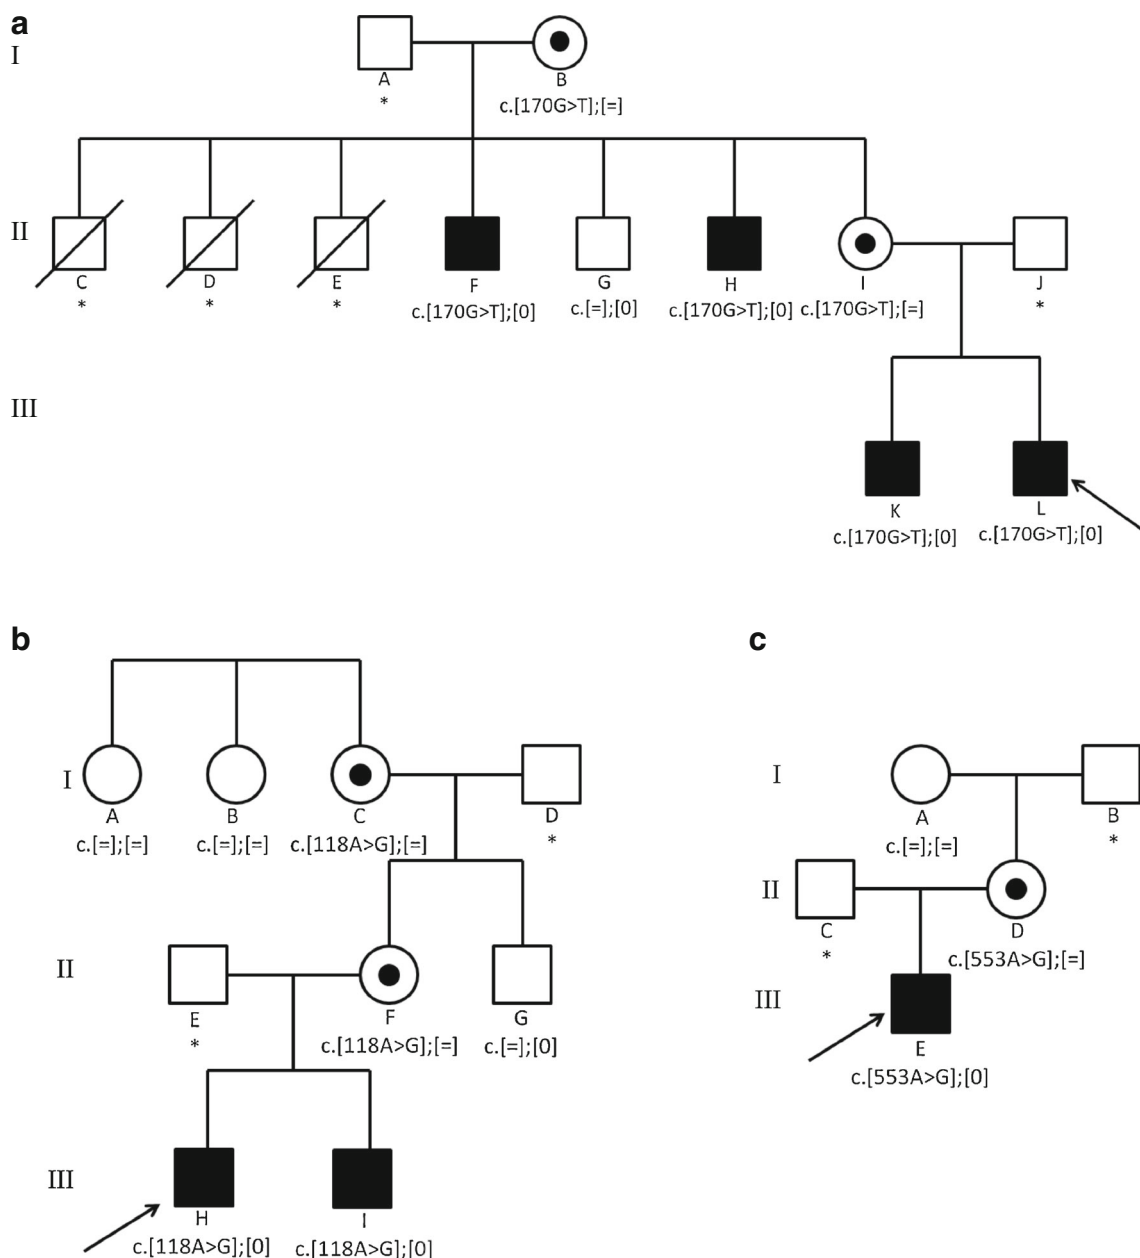 a
I
A
B
*
c.[170G>T];[=]
II
C
D
E
F
G
H
I
J
*
*
*
c.[170G>T];[0]
c.[=];[0]
c.[170G>T];[0]
c.[170G>T];[=]
*
III
K
L
c.[170G>T];[0]
c.[170G>T];[0]
b
I
A
B
C
D
c.[=];[=]
c.[=];[=]
c.[118A>G];[=]
*
II
E
F
G
*
c.[118A>G];[=]
c.[=];[0]
III
H
I
c.[118A>G];[0]
c.[118A>G];[0]
c
I
A
B
c.[=];[=]
*
II
C
D
*
c.[553A>G];[=]
III
E
c.[553A>G];[0]